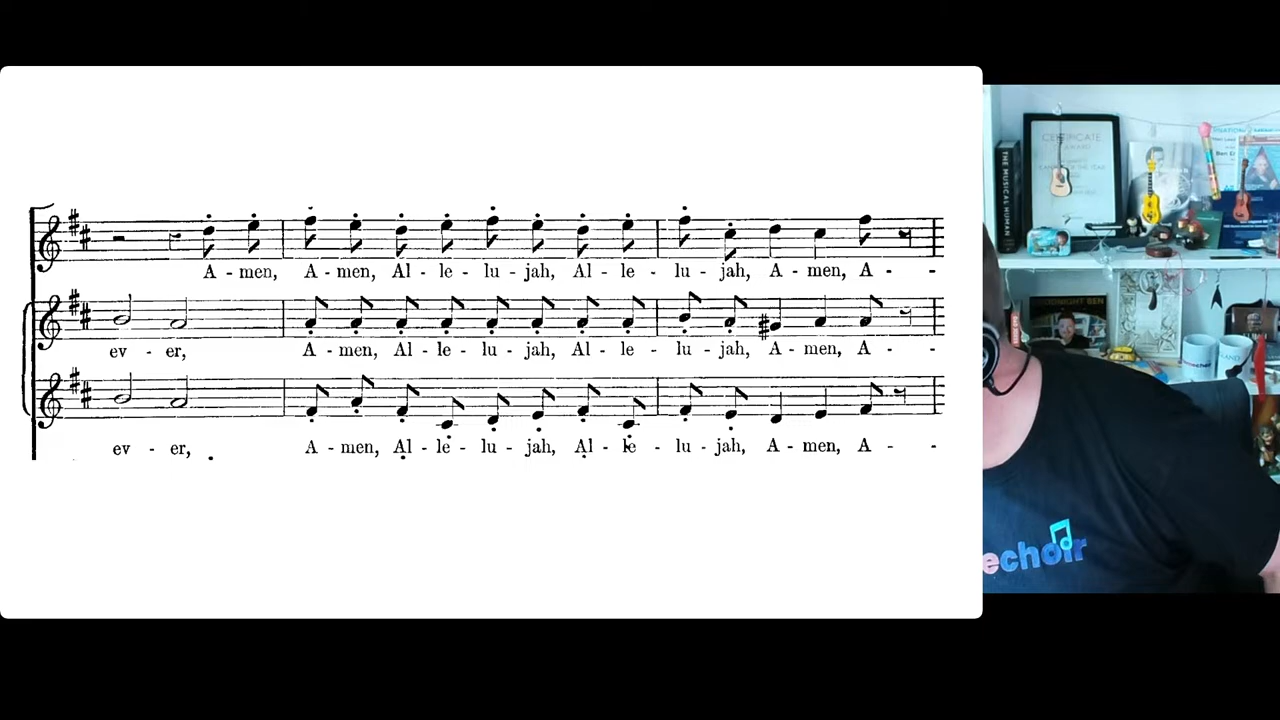 A - men, A - men, Al - le - lu - jah, Al - le - lu - jah, A - men, A - -
ev - er, A - men, Al - le - lu - jah, Al - le - lu - jah, A - men, A - -
ev - er, A - men, Al - le - lu - jah, Al - le - lu - jah, A - men, A - -
THE MUSICAL HUMAN
CERTIFICATE
GOODNIGHT BEN
echoir